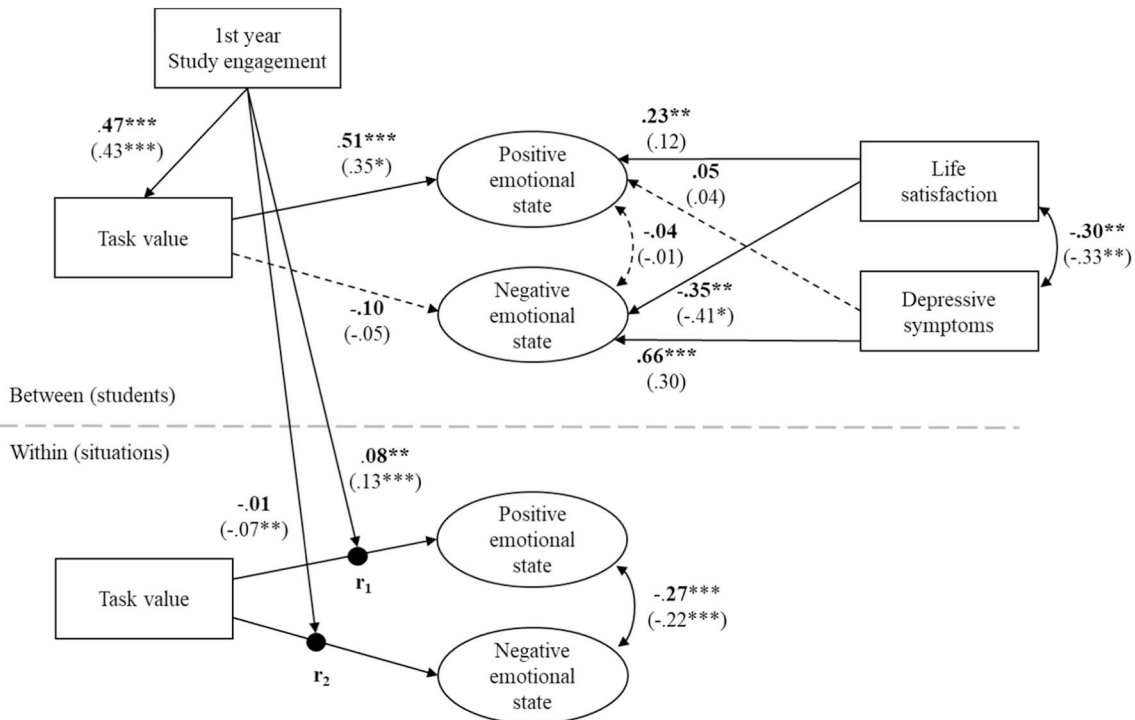 1st year
Study engagement
.47***
(.43***)
.51***
(.35*)
Positive
emotional
state
.23**
(.12)
.05
(.04)
Life
satisfaction
Task value
-.04
(-.01)
-.30**
(-.33**)
-.10
(-.05)
Negative
emotional
state
-.35**
(-.41*)
Depressive
symptoms
.66***
(.30)
Between (students)
Within (situations)
.08**
(.13***)
-.01
(-.07**)
Positive
emotional
state
Task value
r1
-.27***
(-.22***)
r2
Negative
emotional
state